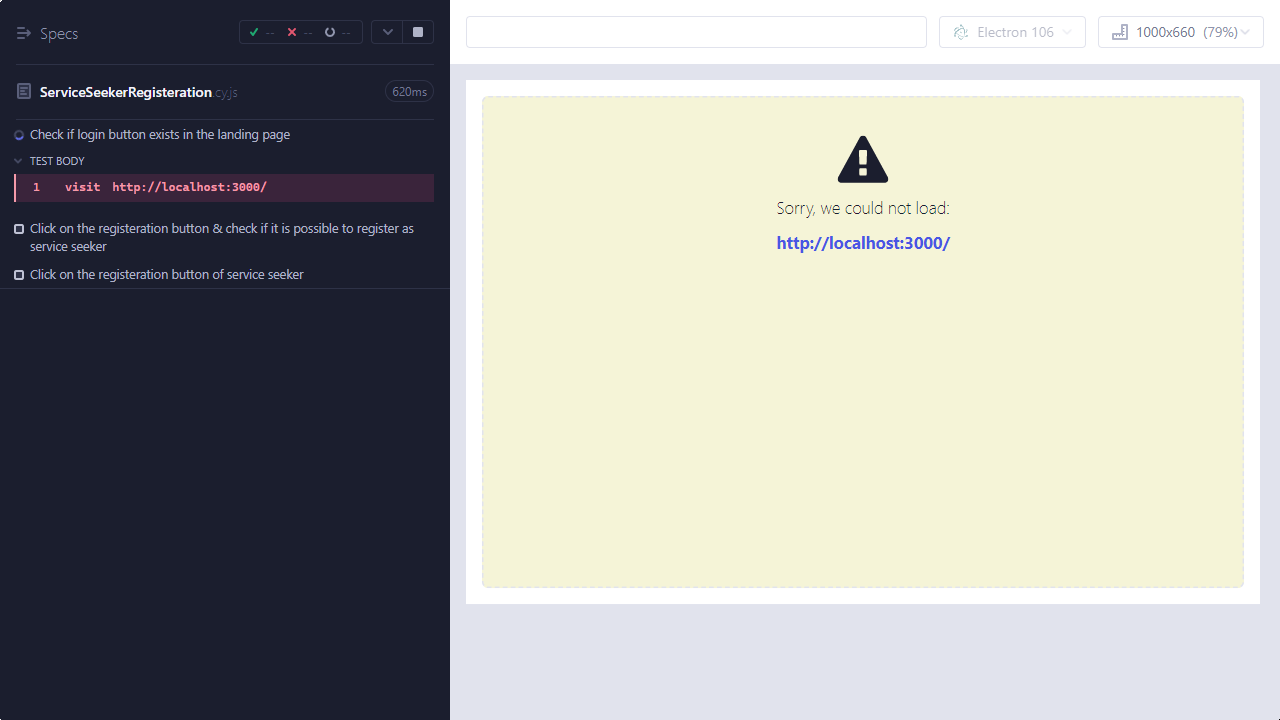 Specs
-- -- --
ServiceSeekerRegisteration.cy.js
620ms
Check if login button exists in the landing page
TEST BODY
1 visit http://localhost:3000/
Click on the registeration button & check if it is possible to register as
service seeker
Click on the registeration button of service seeker
Electron 106
1000x660 (79%)
Sorry, we could not load:
http://localhost:3000/